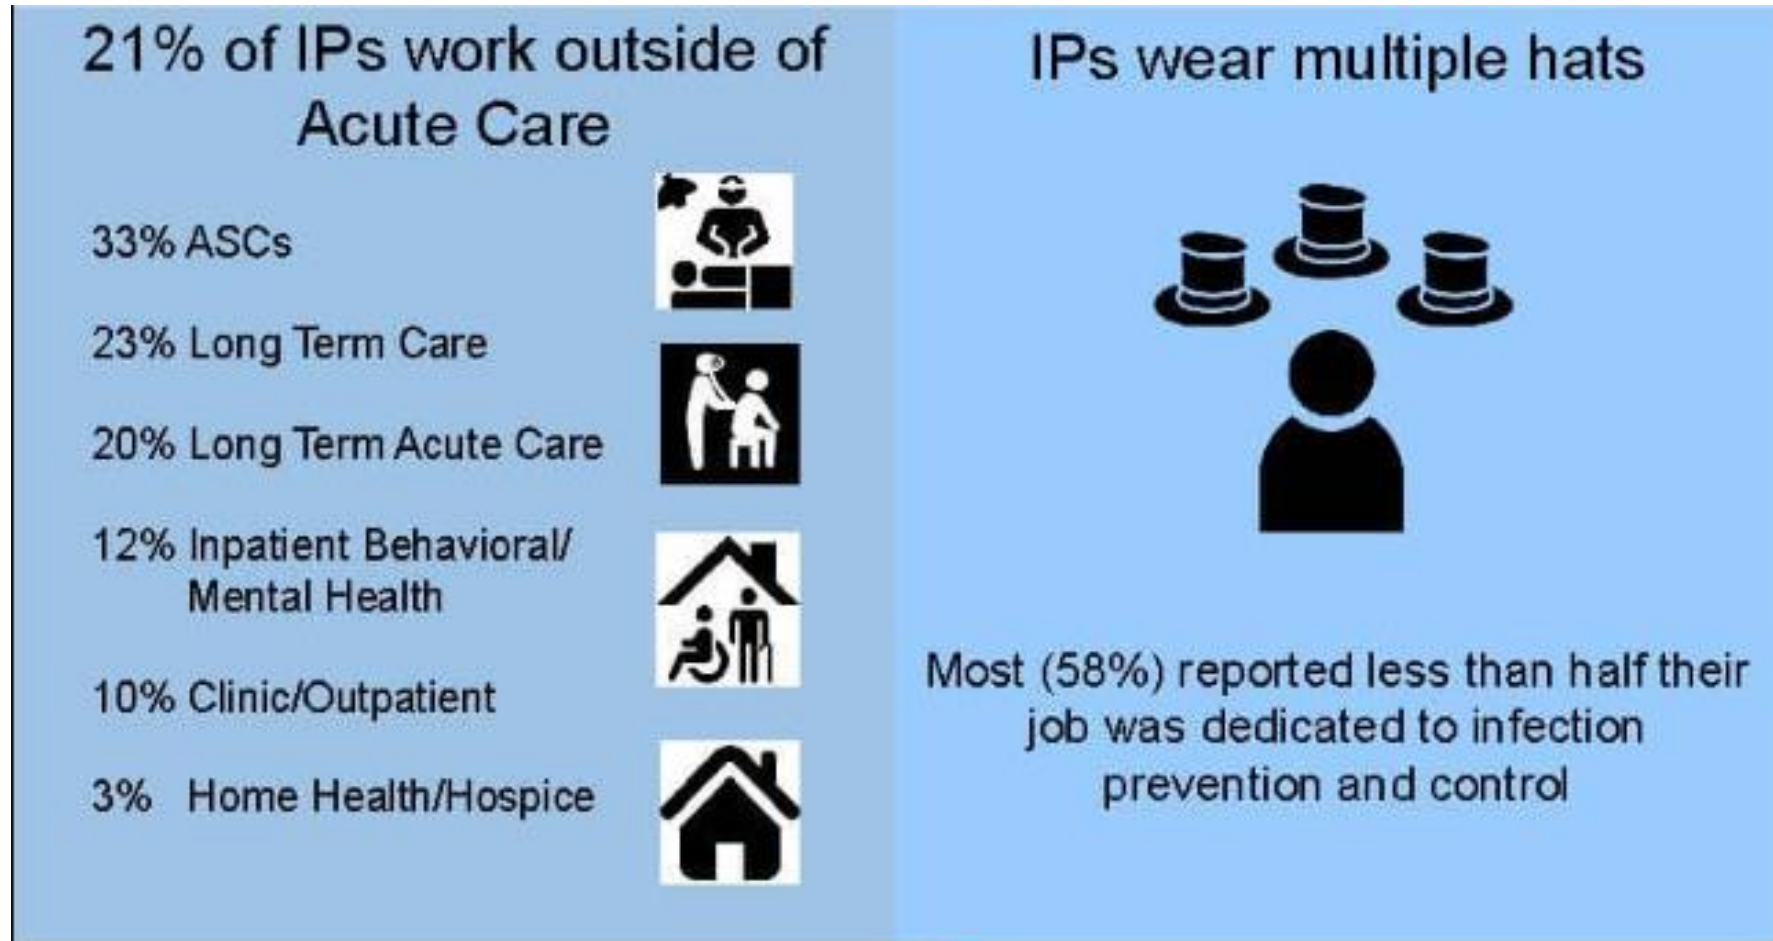 21% of IPs work outside of
Acute Care
33% ASCs
23% Long Term Care
20% Long Term Acute Care
12% Inpatient Behavioral/
Mental Health
10% Clinic/Outpatient
3% Home Health/Hospice
IPs wear multiple hats
Most (58%) reported less than half their
job was dedicated to infection
prevention and control